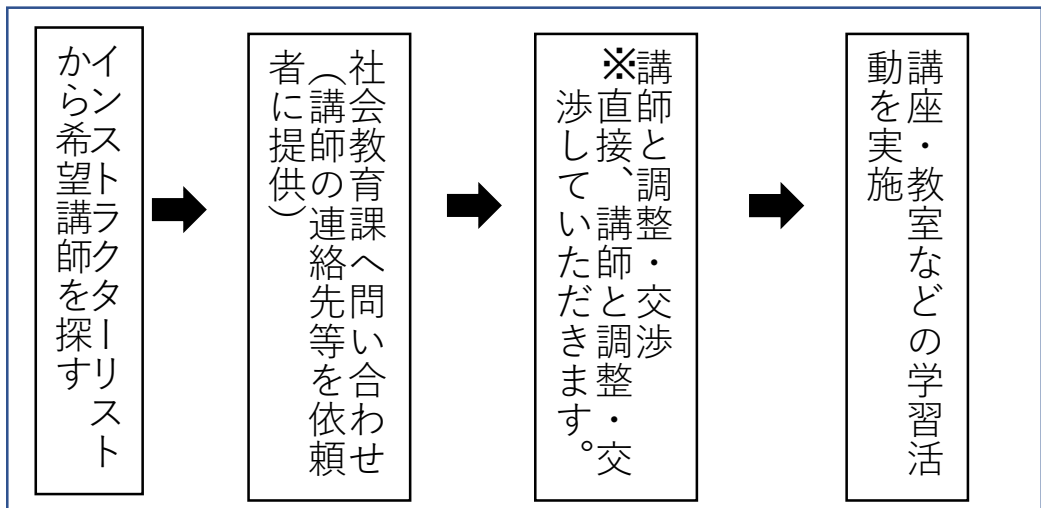 インストラクターリスト
から希望講師を探す
社会教育課へ問い合わせ
（講師の連絡先等を依頼
者に提供）
講師と調整・交渉
※直接、講師と調整・交
渉していただきます。
講座・教室などの学習活
動を実施